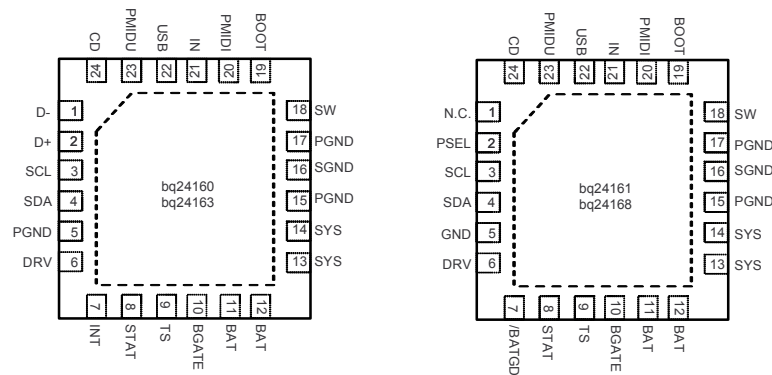 CD
PMIDU
USB
IN
PMIDI
BOOT
24
23
22
21
20
19
D- 1
D+ 2
SCL 3
SDA 4
PGND 5
DRV 6
18 SW
17 PGND
16 SGND
15 PGND
14 SYS
13 SYS
bq24160
bq24163
7
8
9
10
11
12
INT
STAT
TS
BGATE
BAT
BAT
CD
PMIDU
USB
IN
PMIDI
BOOT
24
23
22
21
20
19
N.C. 1
PSEL 2
SCL 3
SDA 4
GND 5
DRV 6
18 SW
17 PGND
16 SGND
15 PGND
14 SYS
13 SYS
bq24161
bq24168
7
8
9
10
11
12
/BATGD
STAT
TS
BGATE
BAT
BAT